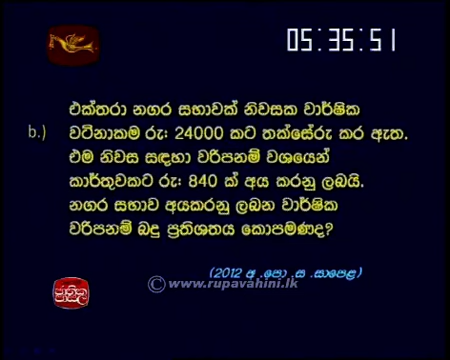 05:35:51
එක්තරා නගර සභාවක් නිවසක වාර්ෂික
b.) වටිනාකම රු: 24000 කට තක්සේරු කර ඇත.
එම නිවස සඳහා වරිපනම් වශයෙන්
කාර්තුවකට රු: 840 ක් අය කරනු ලබයි.
නගර සභාව අයකරනු ලබන වාර්ෂික
වරිපනම් බදු ප්‍රතිශතය කොපමණද?
(2012 අ .පො .ස .සාපෙළ)
ජාතික
පාසල
© www.rupavahini.lk